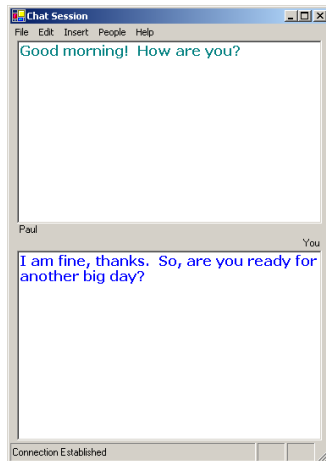 Chat Session
File Edit Insert People Help
Good morning!  How are you?
Paul
You
I am fine, thanks.  So, are you ready for
another big day?
Connection Established